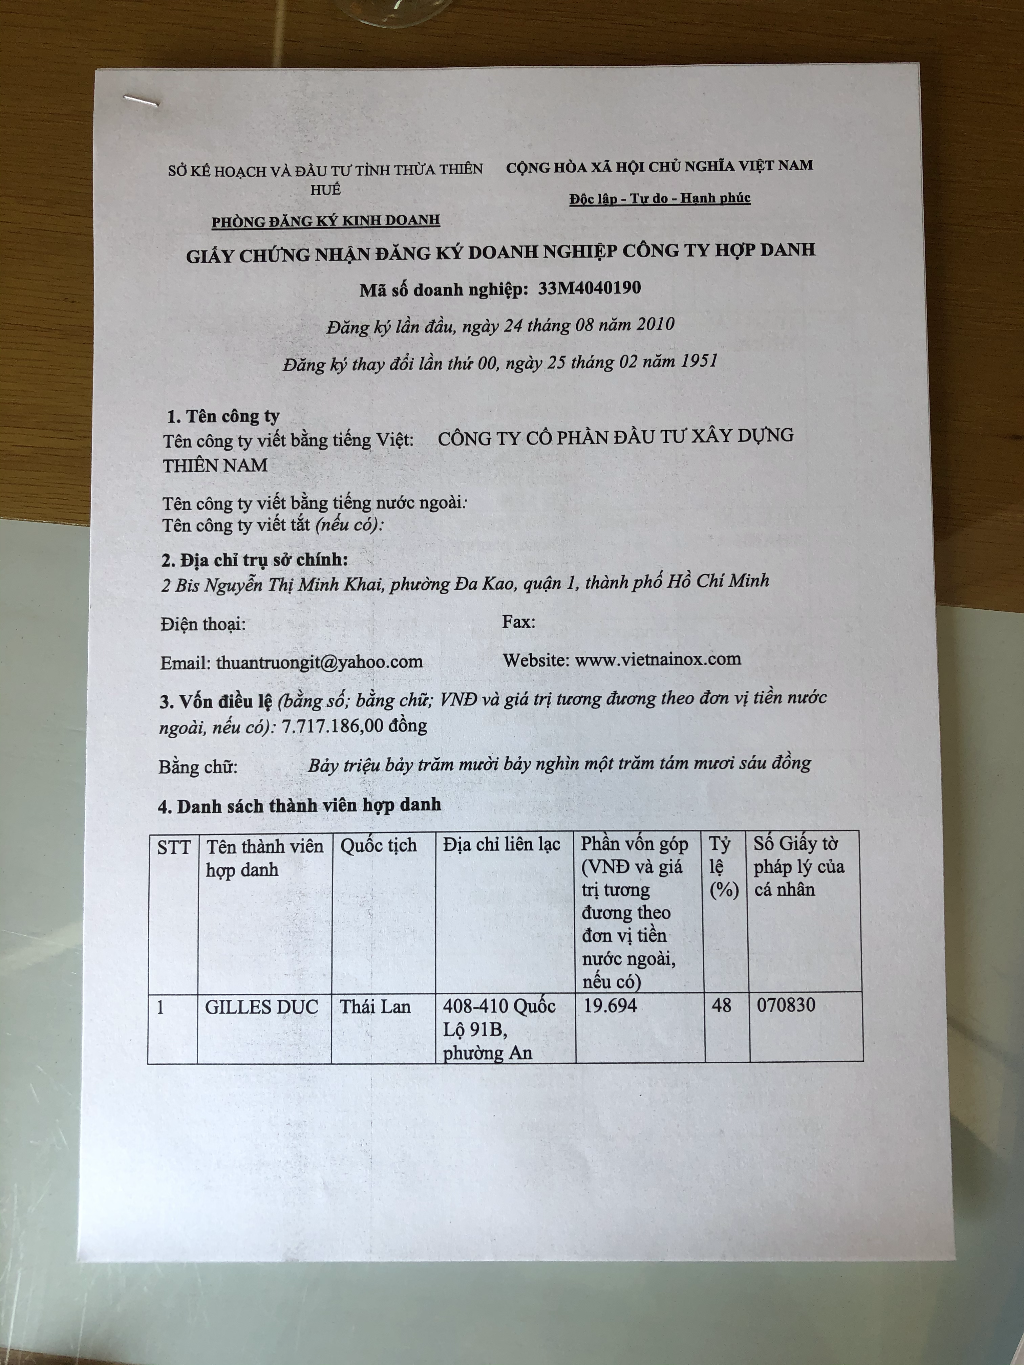 SỞ KẾ HOẠCH VÀ ĐẦU TƯ TỈNH THỪA THIÊN
HUẾ
PHÒNG ĐĂNG KÝ KINH DOANH
CỘNG HÒA XÃ HỘI CHỦ NGHĨA VIỆT NAM
Độc lập - Tự do - Hạnh phúc
GIẤY CHỨNG NHẬN ĐĂNG KÝ DOANH NGHIỆP CÔNG TY HỢP DANH
Mã số doanh nghiệp: 33M4040190
Đăng ký lần đầu, ngày 24 tháng 08 năm 2010
Đăng ký thay đổi lần thứ 00, ngày 25 tháng 02 năm 1951
1. Tên công ty
Tên công ty viết bằng tiếng Việt: CÔNG TY CỔ PHẦN ĐẦU TƯ XÂY DỰNG
THIÊN NAM
Tên công ty viết bằng tiếng nước ngoài:
Tên công ty viết tắt (nếu có):
2. Địa chỉ trụ sở chính:
2 Bis Nguyễn Thị Minh Khai, phường Đa Kao, quận 1, thành phố Hồ Chí Minh
Điện thoại: Fax:
Email: thuantruongit@yahoo.com Website: www.vietnainox.com
3. Vốn điều lệ (bằng số; bằng chữ; VNĐ và giá trị tương đương theo đơn vị tiền nước
ngoài, nếu có): 7.717.186,00 đồng
Bằng chữ: Bảy triệu bảy trăm mười bảy nghìn một trăm tám mươi sáu đồng
4. Danh sách thành viên hợp danh
STT
Tên thành viên
hợp danh
Quốc tịch
Địa chỉ liên lạc
Phần vốn góp
(VNĐ và giá
trị tương
đương theo
đơn vị tiền
nước ngoài,
nếu có)
Tỷ
lệ
(%)
Số Giấy tờ
pháp lý của
cá nhân
1
GILLES DUC
Thái Lan
408-410 Quốc
Lộ 91B,
phường An
19.694
48
070830